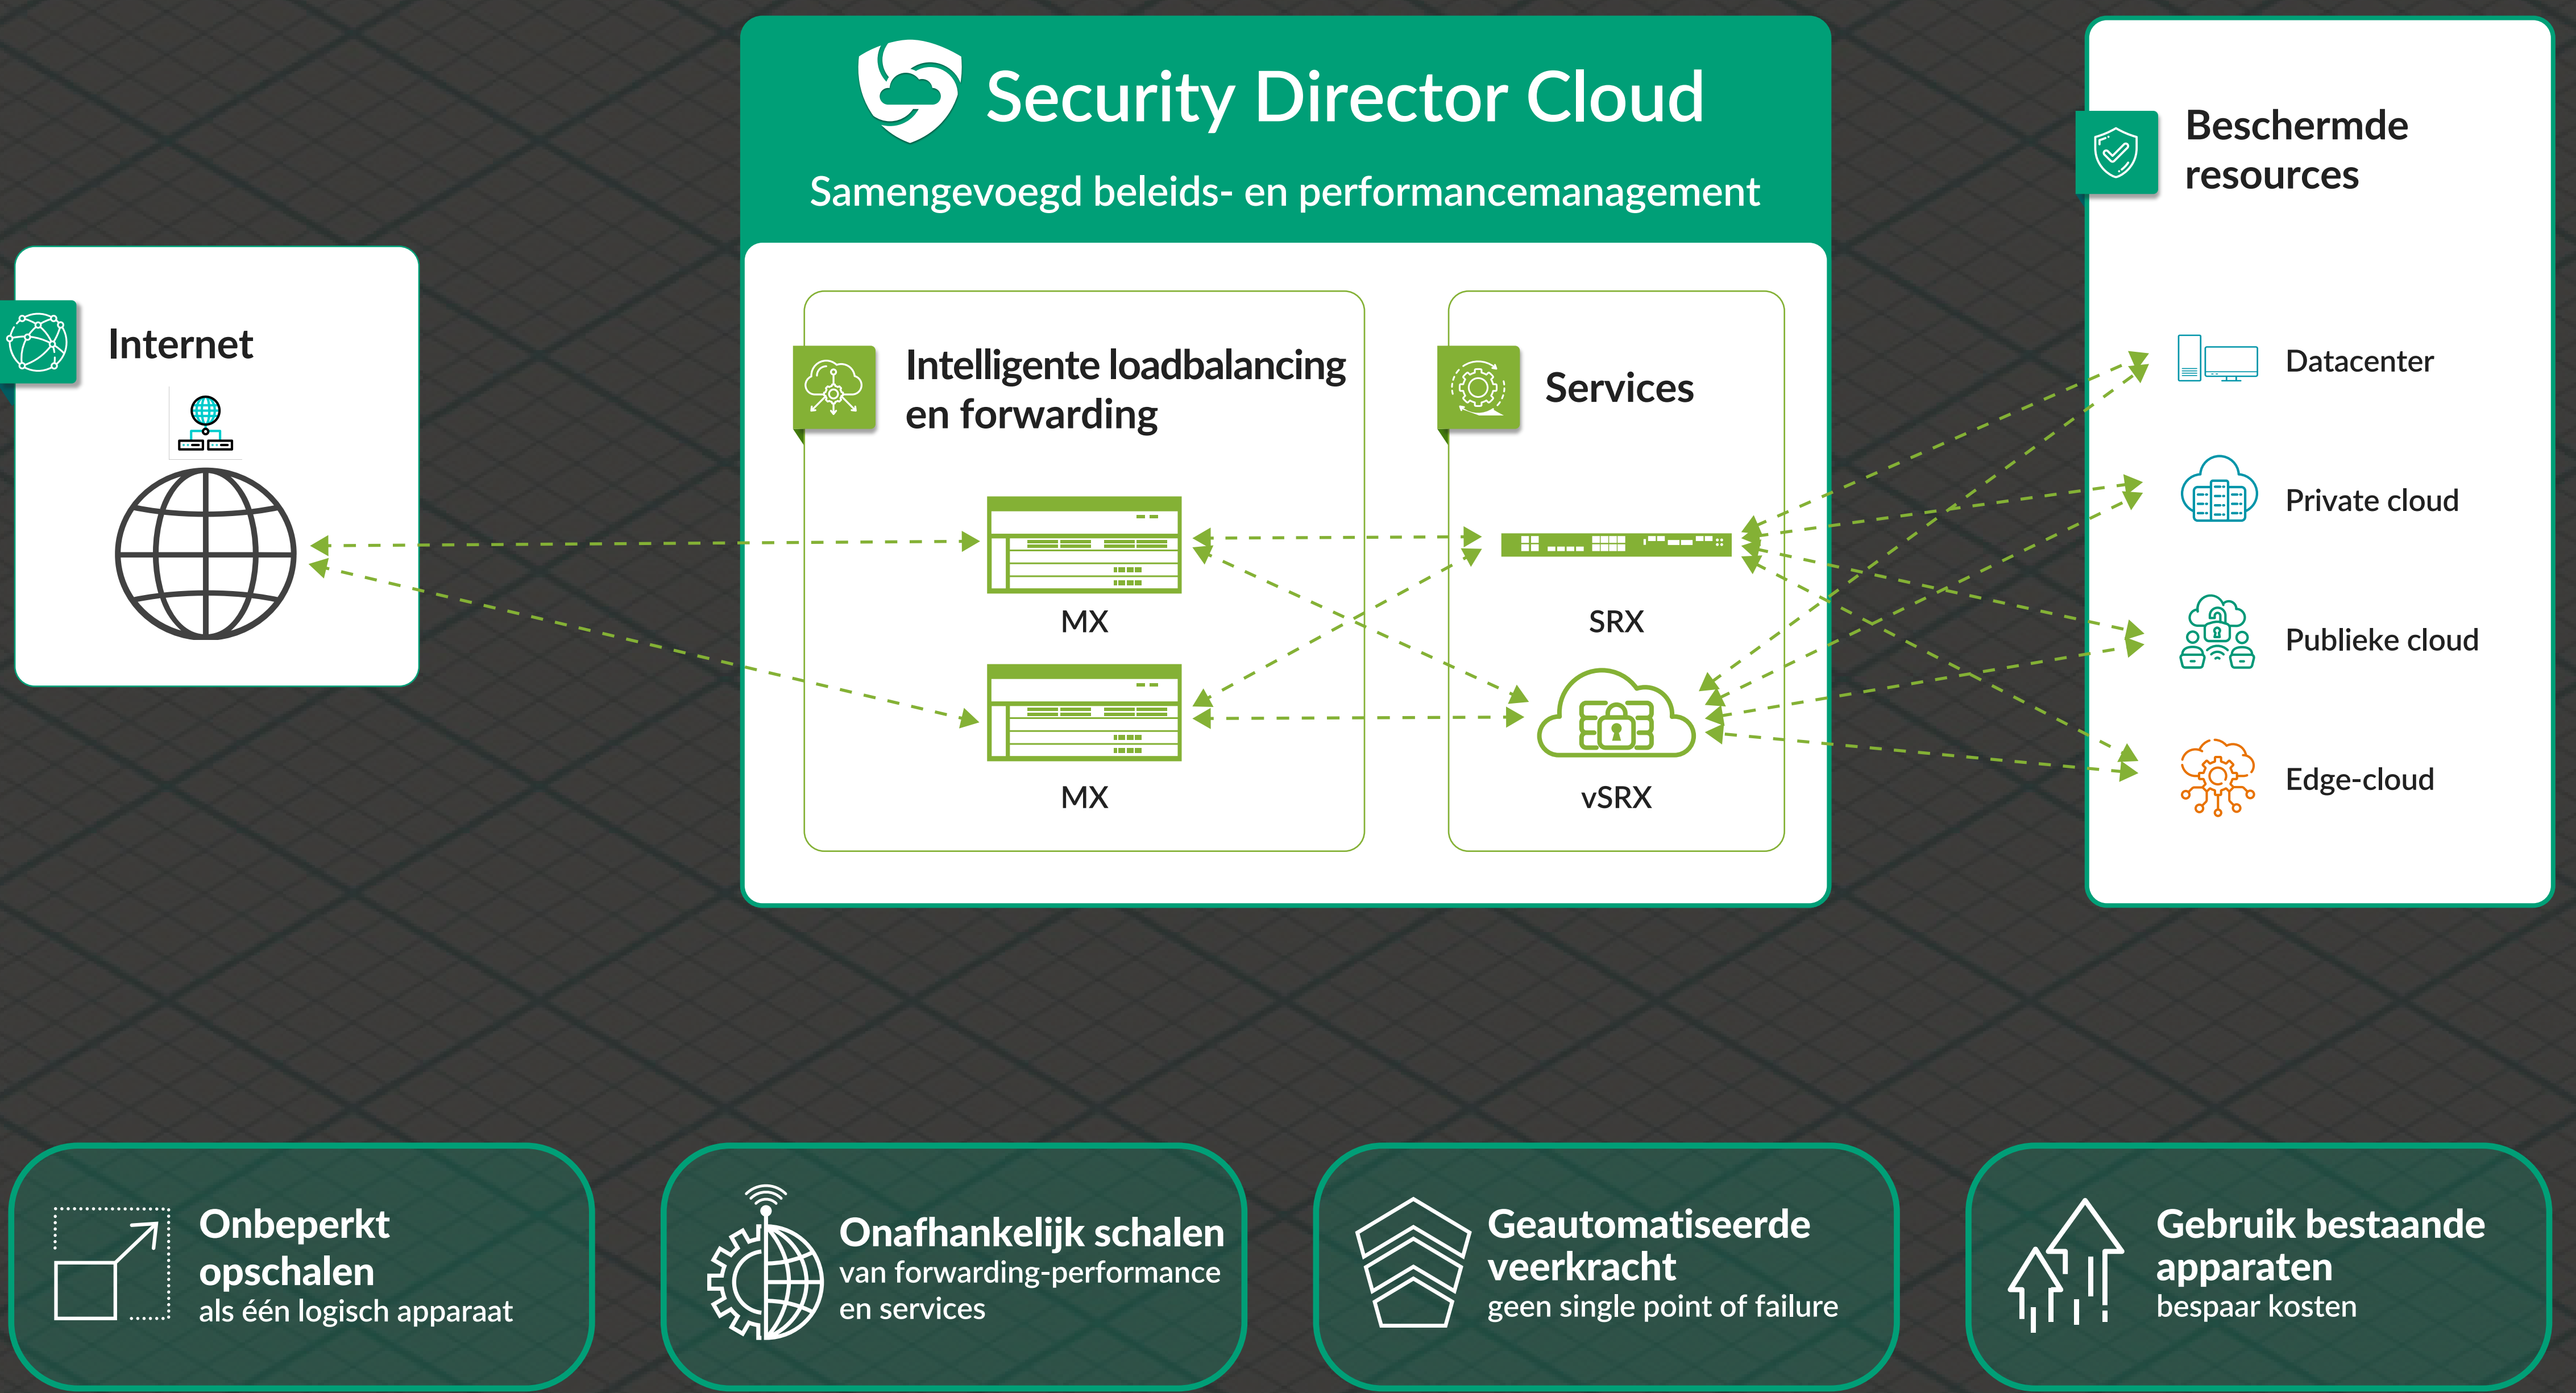 Security Director Cloud
Samengevoegd beleids- en performancemanagement
Internet
Intelligente loadbalancing
en forwarding
MX
MX
Services
SRX
vSRX
Beschermde
resources
Datacenter
Private cloud
Publieke cloud
Edge-cloud
Onbeperkt
opschalen
als één logisch apparaat
Onafhankelijk schalen
van forwarding-performance
en services
Geautomatiseerde
veerkracht
geen single point of failure
Gebruik bestaande
apparaten
bespaar kosten